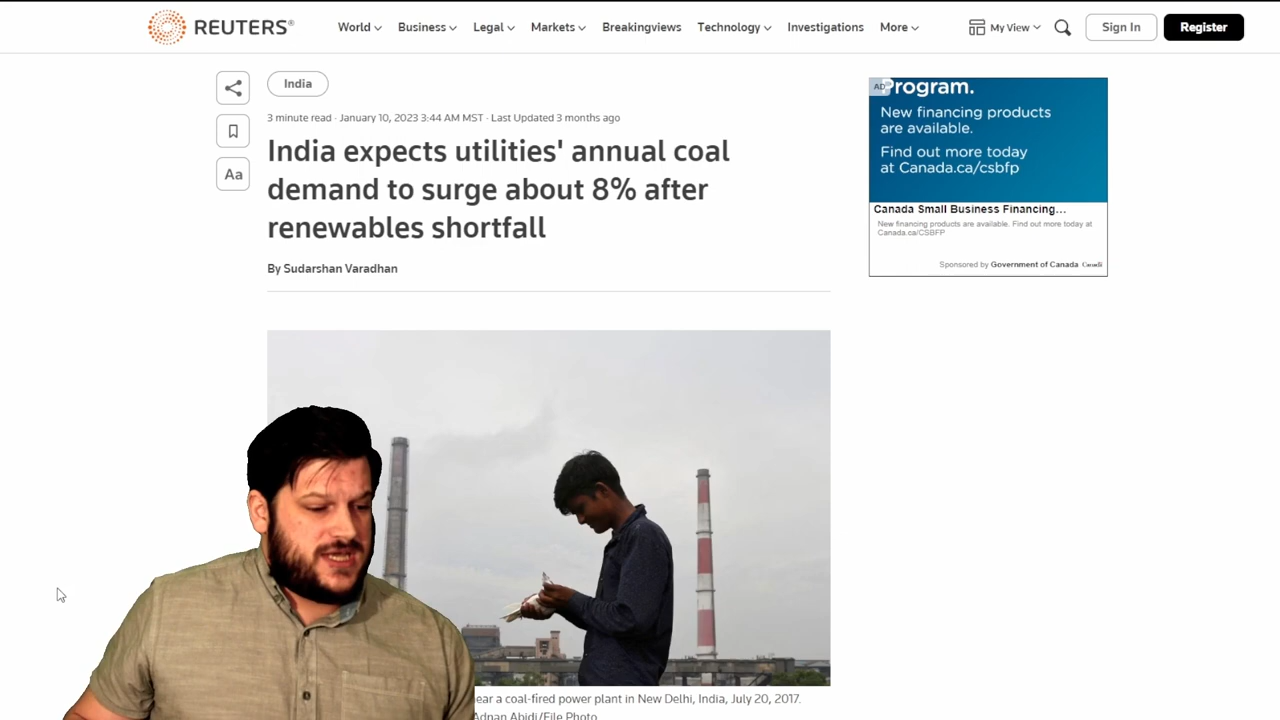 REUTERS®
World
Business
Legal
Markets
Breakingviews
Technology
Investigations
More
My View
Sign In
Register
India
3 minute read · January 10, 2023 3:44 AM MST · Last Updated 3 months ago
India expects utilities' annual coal
demand to surge about 8% after
renewables shortfall
By Sudarshan Varadhan
Aa
AD
Program.
New financing products
are available.
Find out more today
at Canada.ca/csbfp
Canada Small Business Financing...
New financing products are available. Find out more today at
Canada.ca/CSBFP
Sponsored by Government of Canada
Canada
near a coal-fired power plant in New Delhi, India, July 20, 2017.
Adnan Abidi/File Photo